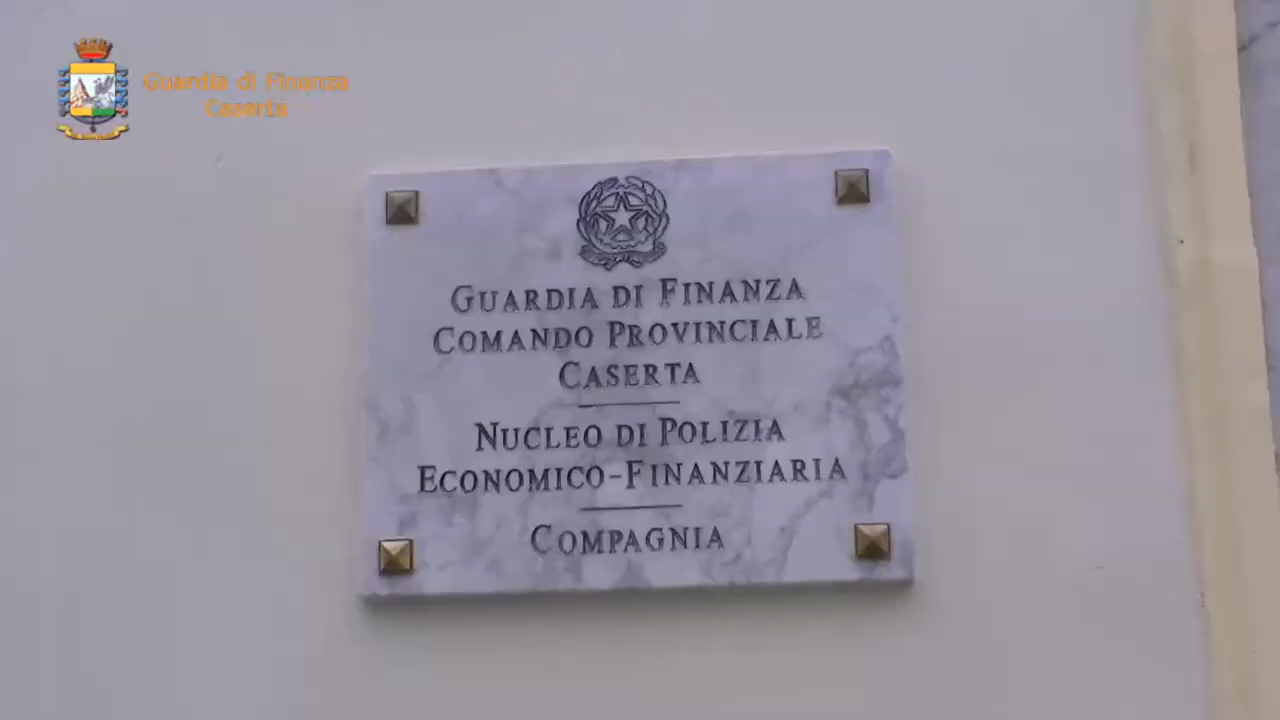 Guardia di Finanza
Caserta
GUARDIA DI FINANZA
COMANDO PROVINCIALE
CASERTA
NUCLEO DI POLIZIA
ECONOMICO-FINANZIARIA
COMPAGNIA